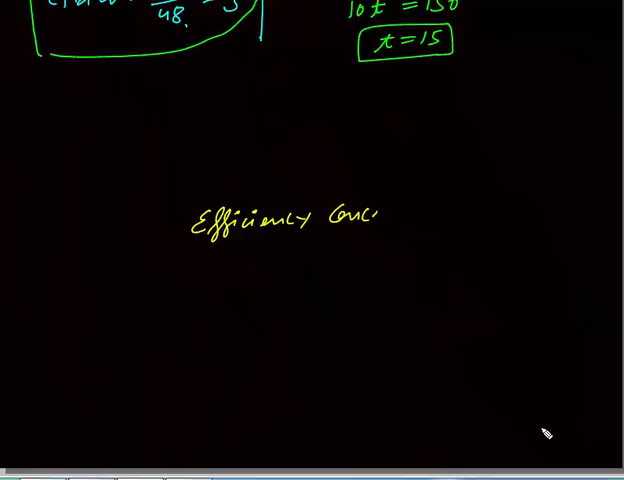 48.
10t = 150
t = 15
Efficiency Conc